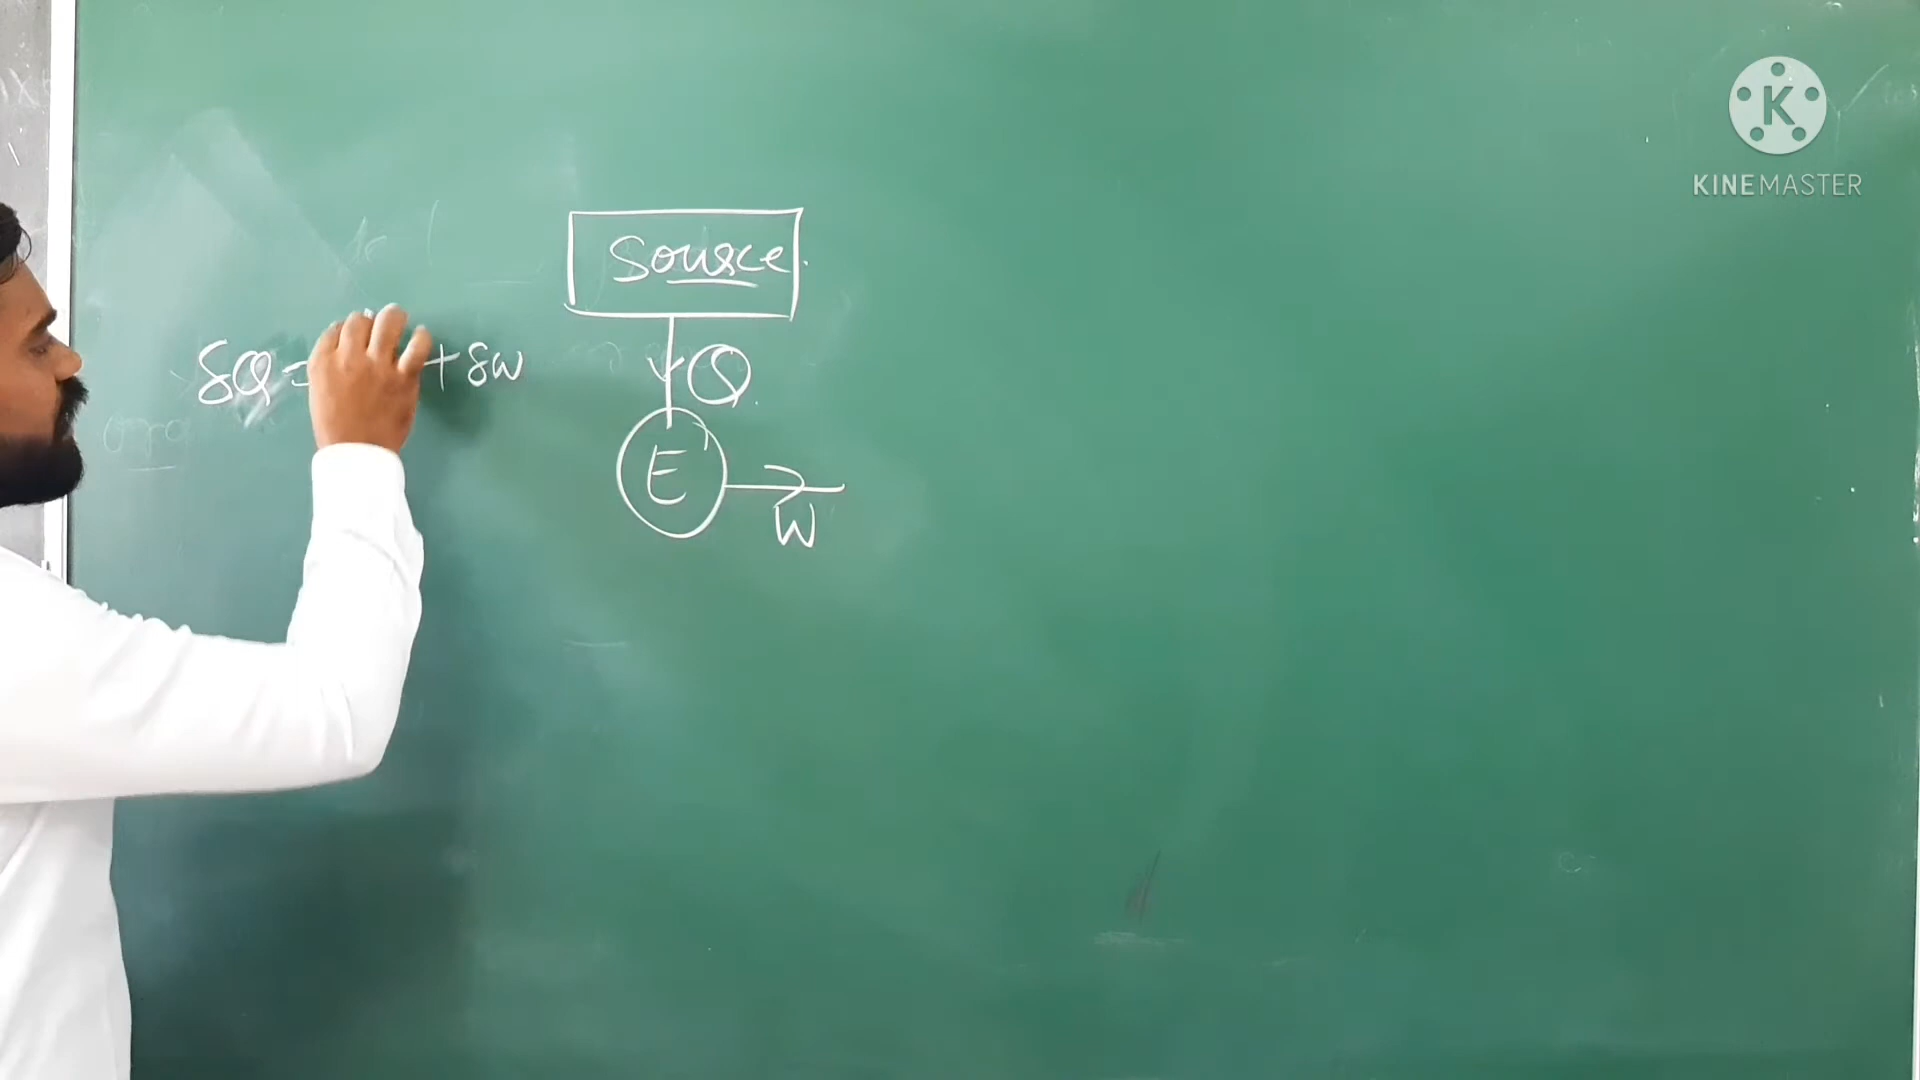 K
KINEMASTER
Source.
δQ = + δw
Q
E
W